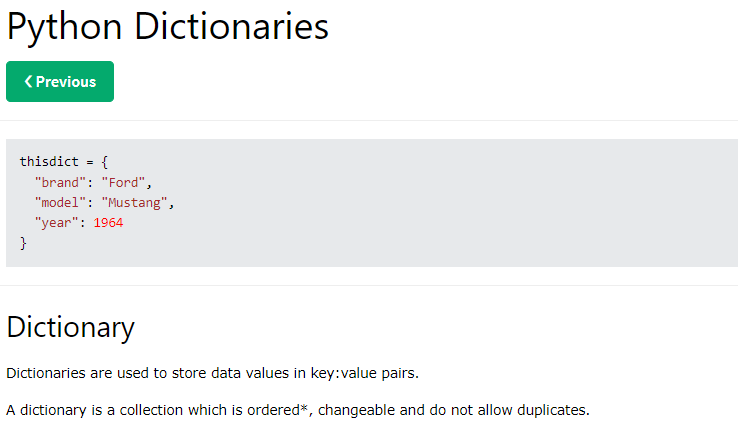 Python Dictionaries
❮ Previous
thisdict = {
  "brand": "Ford",
  "model": "Mustang",
  "year": 1964
}
Dictionary
Dictionaries are used to store data values in key:value pairs.
A dictionary is a collection which is ordered*, changeable and do not allow duplicates.